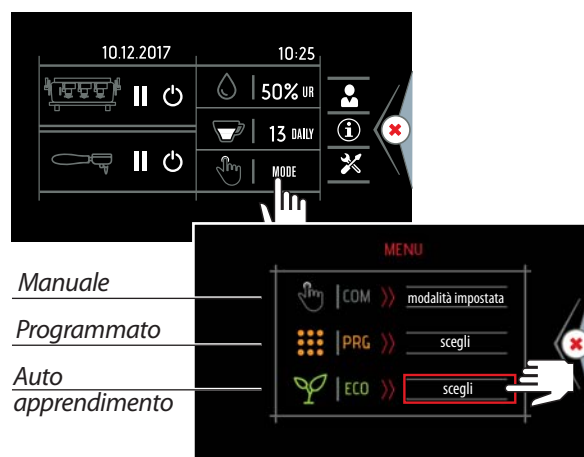 10.12.2017 10:25
50% UR
13 DAILY
MODE
MENU
Manuale
COM modalità impostata
Programmato
PRG scegli
Auto
apprendimento
ECO scegli